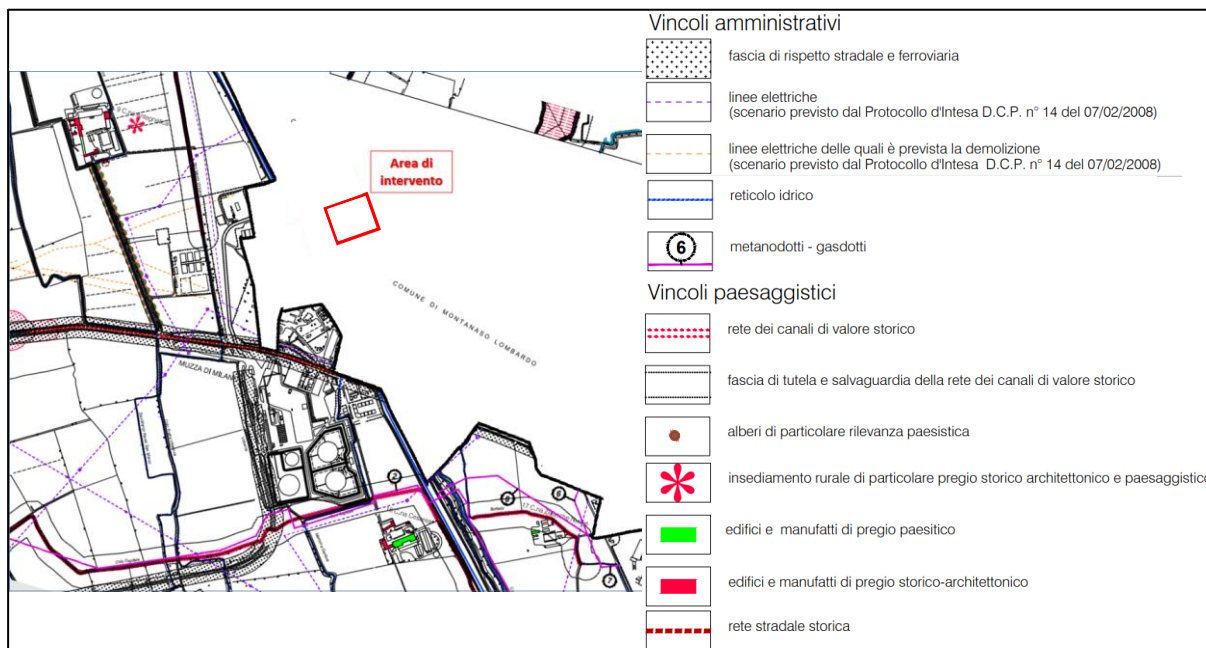 Vincoli amministrativi
fascia di rispetto stradale e ferroviaria
linee elettriche
(scenario previsto dal Protocollo d'Intesa D.C.P. n° 14 del 07/02/2008)
linee elettriche delle quali è prevista la demolizione
(scenario previsto dal Protocollo d'Intesa D.C.P. n° 14 del 07/02/2008)
reticolo idrico
6
metanodotti - gasdotti
Vincoli paesaggistici
rete dei canali di valore storico
fascia di tutela e salvaguardia della rete dei canali di valore storico
alberi di particolare rilevanza paesistica
insediamento rurale di particolare pregio storico architettonico e paesaggistico
edifici e manufatti di pregio paesitico
edifici e manufatti di pregio storico-architettonico
rete stradale storica
Area di
intervento
COMUNE DI MONTANASO LOMBARDO
MUZZA DI MILANO
2
6
6
7